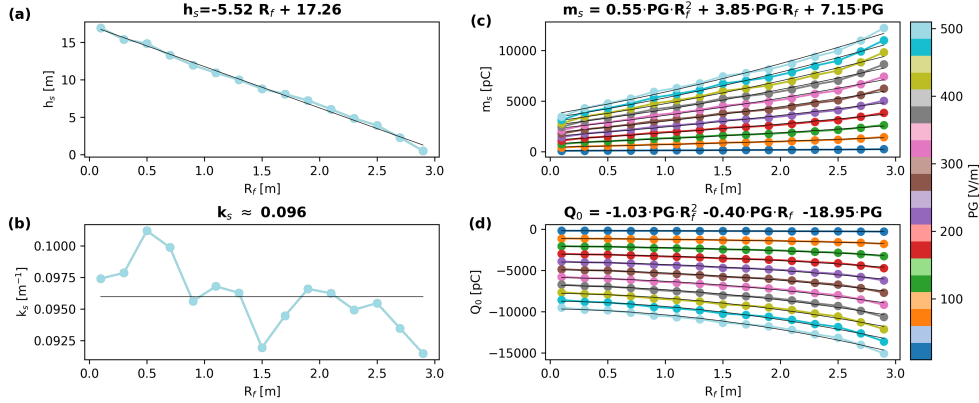 (a)
h_s=-5.52 R_f + 17.26
15
10
5
0
h_s [m]
0.0 0.5 1.0 1.5 2.0 2.5 3.0
R_f [m]
(c)
m_s = 0.55·PG·R_f^2 + 3.85·PG·R_f + 7.15·PG
10000
5000
0
m_s [pC]
0.0 0.5 1.0 1.5 2.0 2.5 3.0
R_f [m]
(b)
k_s ≈ 0.096
0.1000
0.0975
0.0950
0.0925
k_s [m^-1]
0.0 0.5 1.0 1.5 2.0 2.5 3.0
R_f [m]
(d)
Q_0 = -1.03·PG·R_f^2 -0.40·PG·R_f -18.95·PG
0
−5000
−10000
−15000
Q_0 [pC]
0.0 0.5 1.0 1.5 2.0 2.5 3.0
R_f [m]
500
400
300
200
100
PG [V/m]